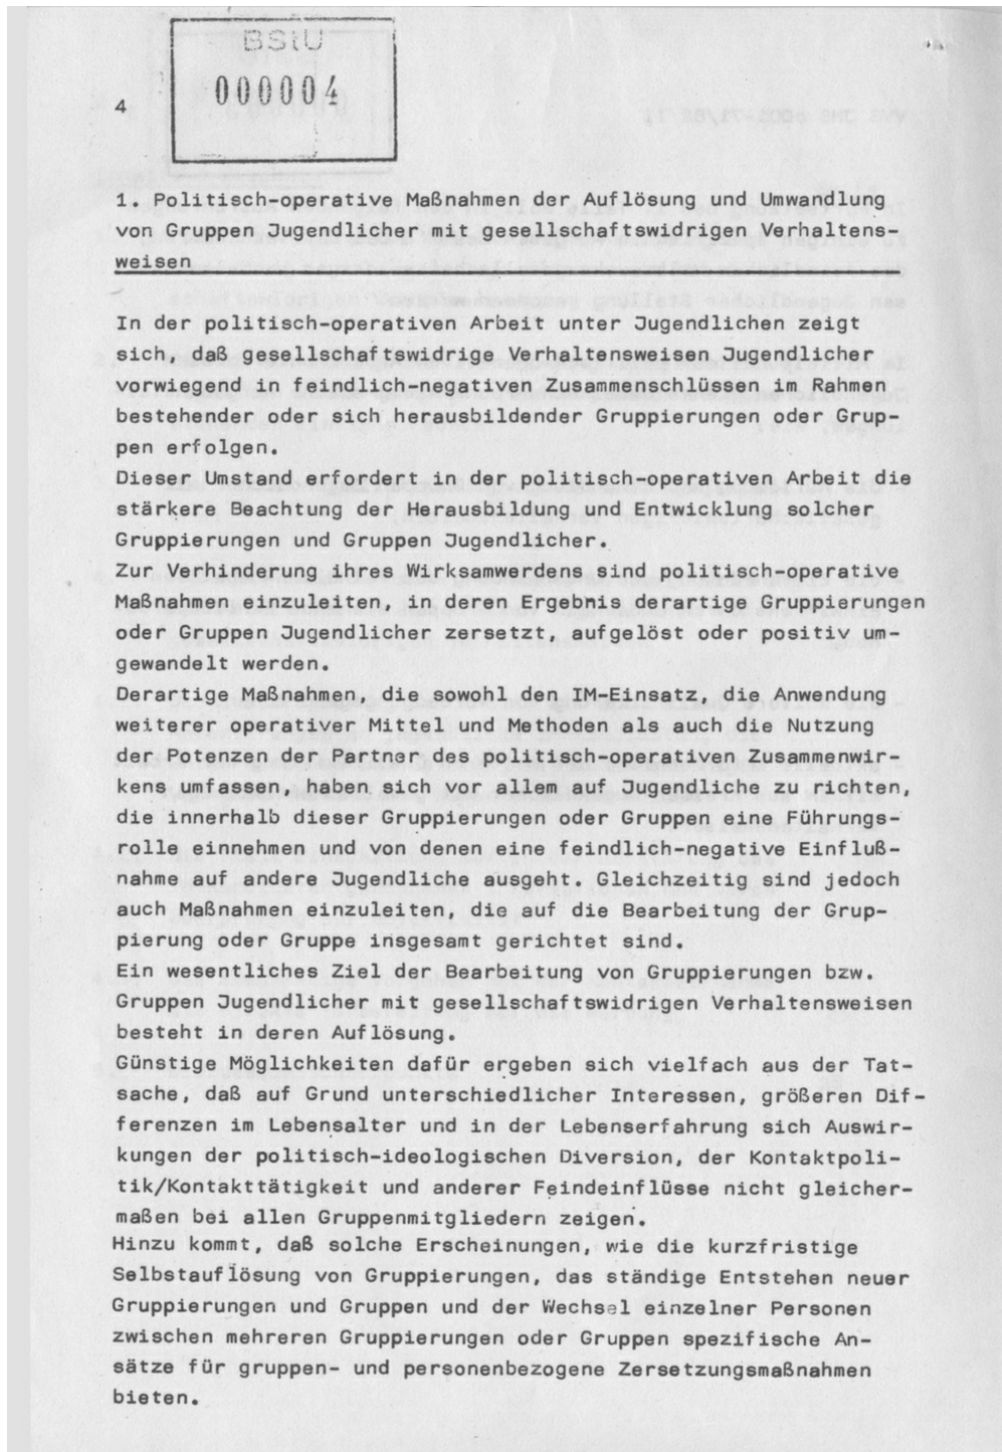 BStU
000004
4
1. Politisch-operative Maßnahmen der Auflösung und Umwandlung
von Gruppen Jugendlicher mit gesellschaftswidrigen Verhaltens-
weisen
In der politisch-operativen Arbeit unter Jugendlichen zeigt
sich, daß gesellschaftswidrige Verhaltensweisen Jugendlicher
vorwiegend in feindlich-negativen Zusammenschlüssen im Rahmen
bestehender oder sich herausbildender Gruppierungen oder Grup-
pen erfolgen.
Dieser Umstand erfordert in der politisch-operativen Arbeit die
stärkere Beachtung der Herausbildung und Entwicklung solcher
Gruppierungen und Gruppen Jugendlicher.
Zur Verhinderung ihres Wirksamwerdens sind politisch-operative
Maßnahmen einzuleiten, in deren Ergebnis derartige Gruppierungen
oder Gruppen Jugendlicher zersetzt, aufgelöst oder positiv um-
gewandelt werden.
Derartige Maßnahmen, die sowohl den IM-Einsatz, die Anwendung
weiterer operativer Mittel und Methoden als auch die Nutzung
der Potenzen der Partner des politisch-operativen Zusammenwir-
kens umfassen, haben sich vor allem auf Jugendliche zu richten,
die innerhalb dieser Gruppierungen oder Gruppen eine Führungs-
rolle einnehmen und von denen eine feindlich-negative Einfluß-
nahme auf andere Jugendliche ausgeht. Gleichzeitig sind jedoch
auch Maßnahmen einzuleiten, die auf die Bearbeitung der Grup-
pierung oder Gruppe insgesamt gerichtet sind.
Ein wesentliches Ziel der Bearbeitung von Gruppierungen bzw.
Gruppen Jugendlicher mit gesellschaftswidrigen Verhaltensweisen
besteht in deren Auflösung.
Günstige Möglichkeiten dafür ergeben sich vielfach aus der Tat-
sache, daß auf Grund unterschiedlicher Interessen, größeren Dif-
ferenzen im Lebensalter und in der Lebenserfahrung sich Auswir-
kungen der politisch-ideologischen Diversion, der Kontaktpoli-
tik/Kontakttätigkeit und anderer Feindeinflüsse nicht gleicher-
maßen bei allen Gruppenmitgliedern zeigen.
Hinzu kommt, daß solche Erscheinungen, wie die kurzfristige
Selbstauflösung von Gruppierungen, das ständige Entstehen neuer
Gruppierungen und Gruppen und der Wechsel einzelner Personen
zwischen mehreren Gruppierungen oder Gruppen spezifische An-
sätze für gruppen- und personenbezogene Zersetzungsmaßnahmen
bieten.